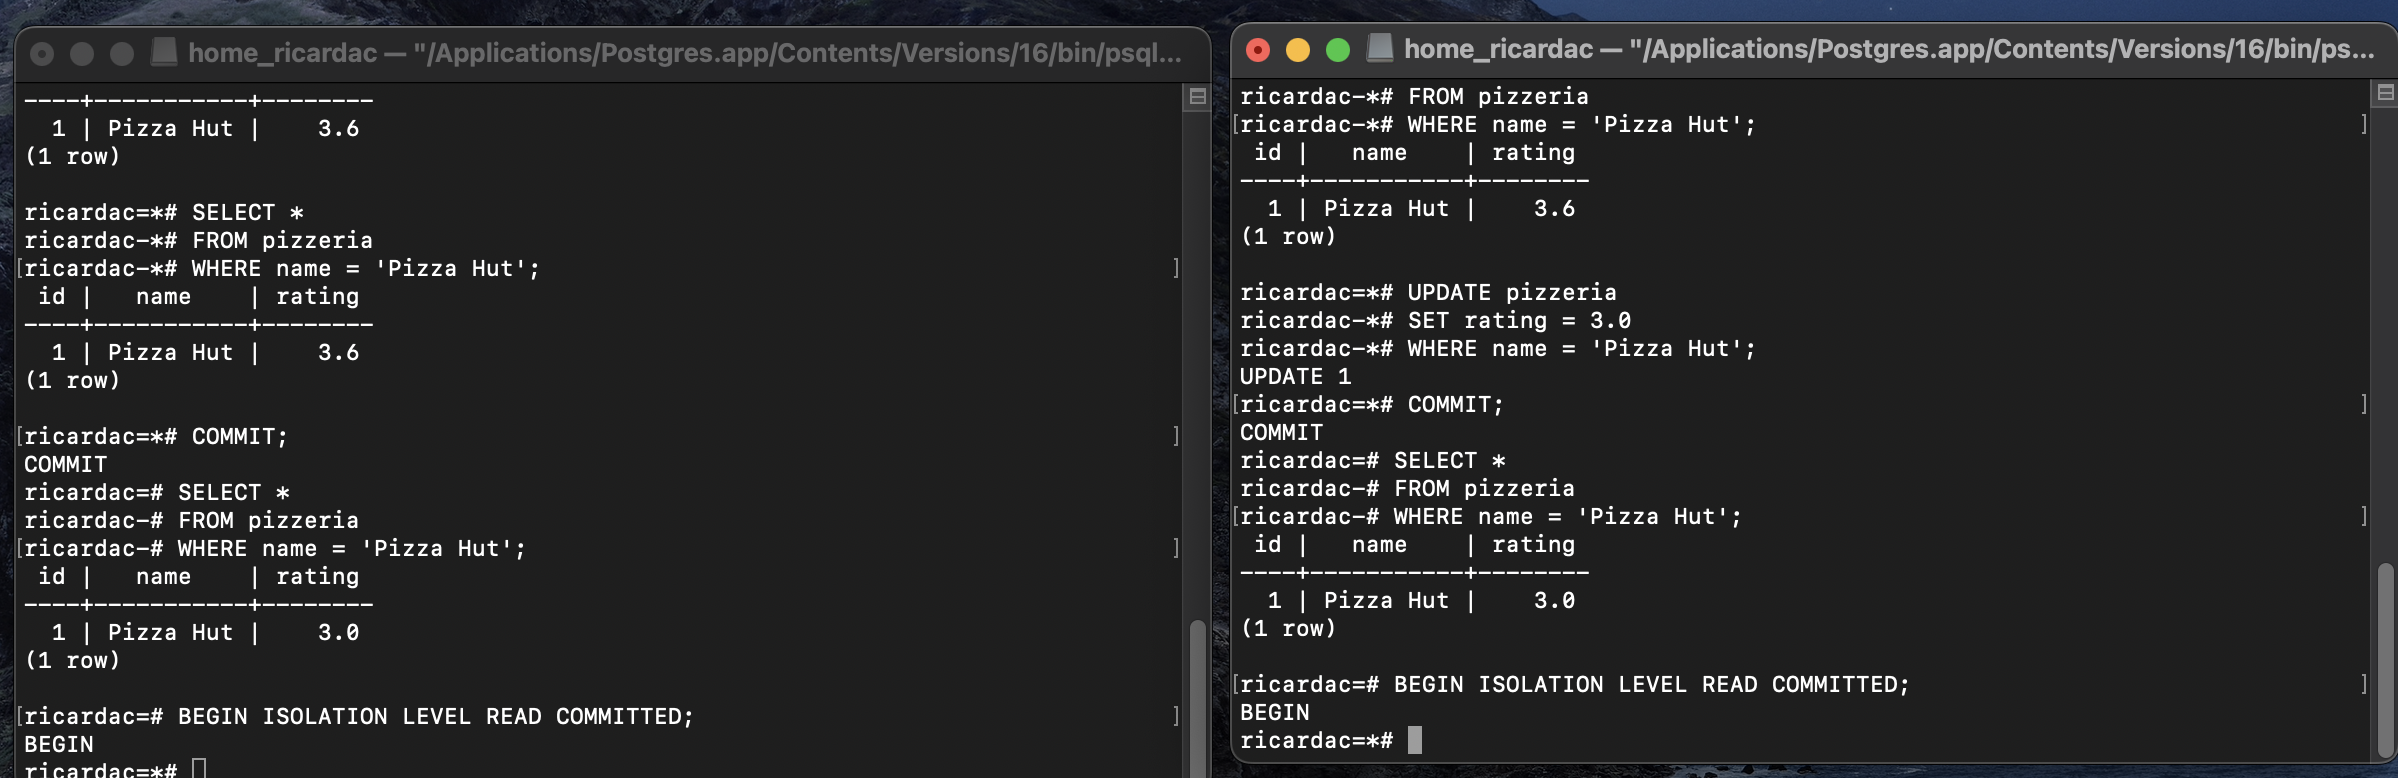 home_ricardac — "/Applications/Postgres.app/Contents/Versions/16/bin/psql...
----+-----------+--------
  1 | Pizza Hut |    3.6
(1 row)

ricardac=*# SELECT *
ricardac-*# FROM pizzeria
[ricardac-*# WHERE name = 'Pizza Hut'; ]
 id |   name    | rating
----+-----------+--------
  1 | Pizza Hut |    3.6
(1 row)

[ricardac=*# COMMIT; ]
COMMIT
ricardac=# SELECT *
ricardac-# FROM pizzeria
[ricardac-# WHERE name = 'Pizza Hut'; ]
 id |   name    | rating
----+-----------+--------
  1 | Pizza Hut |    3.0
(1 row)

[ricardac=# BEGIN ISOLATION LEVEL READ COMMITTED; ]
BEGIN
ricardac=*#
home_ricardac — "/Applications/Postgres.app/Contents/Versions/16/bin/ps...
ricardac-*# FROM pizzeria
[ricardac-*# WHERE name = 'Pizza Hut'; ]
 id |   name    | rating
----+-----------+--------
  1 | Pizza Hut |    3.6
(1 row)

ricardac=*# UPDATE pizzeria
ricardac-*# SET rating = 3.0
ricardac-*# WHERE name = 'Pizza Hut';
UPDATE 1
[ricardac=*# COMMIT; ]
COMMIT
ricardac=# SELECT *
ricardac-# FROM pizzeria
[ricardac-# WHERE name = 'Pizza Hut'; ]
 id |   name    | rating
----+-----------+--------
  1 | Pizza Hut |    3.0
(1 row)

[ricardac=# BEGIN ISOLATION LEVEL READ COMMITTED; ]
BEGIN
ricardac=*#